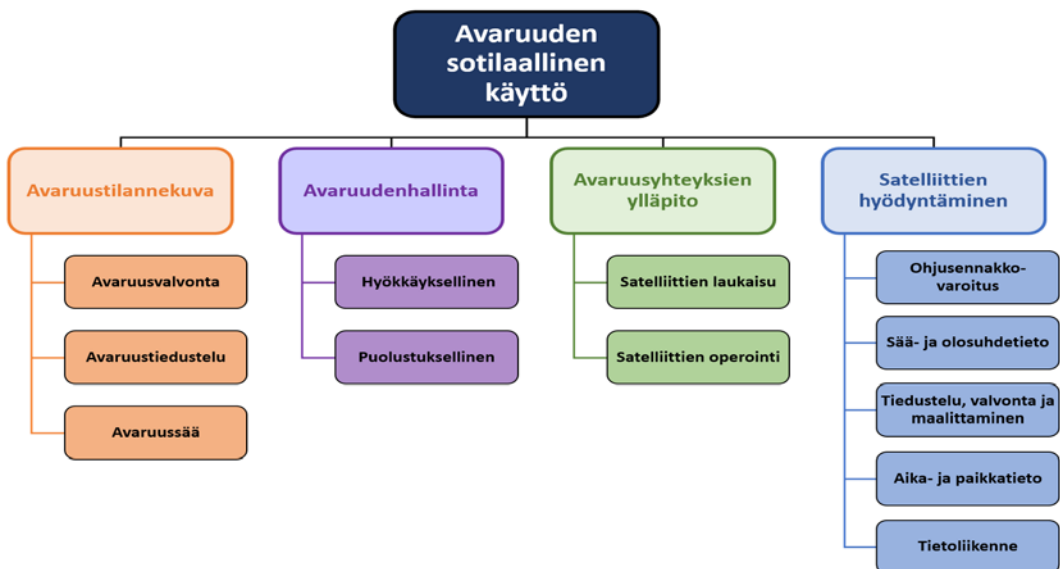 Avaruuden
sotilaallinen
käyttö
Avaruustilannekuva
Avaruusvalvonta
Avaruustiedustelu
Avaruussää
Avaruudenhallinta
Hyökkäyksellinen
Puolustuksellinen
Avaruusyhteyksien
ylläpito
Satelliittien laukaisu
Satelliittien operointi
Satelliittien
hyödyntäminen
Ohjusennakko-
varoitus
Sää- ja olosuhdetieto
Tiedustelu, valvonta ja
maalittaminen
Aika- ja paikkatieto
Tietoliikenne